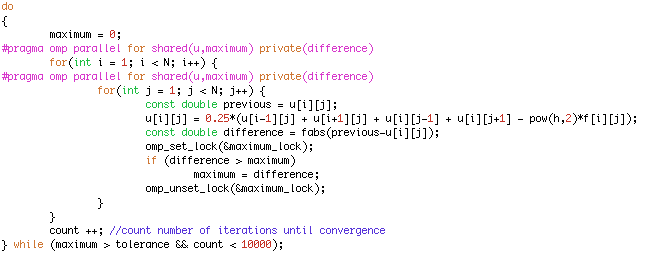 do
{
        maximum = 0;
#pragma omp parallel for shared(u,maximum) private(difference)
        for(int i = 1; i < N; i++) {
#pragma omp parallel for shared(u,maximum) private(difference)
                for(int j = 1; j < N; j++) {
                        const double previous = u[i][j];
                        u[i][j] = 0.25*(u[i-1][j] + u[i+1][j] + u[i][j-1] + u[i][j+1] - pow(h,2)*f[i][j]);
                        const double difference = fabs(previous-u[i][j]);
                        omp_set_lock(&maximum_lock);
                        if (difference > maximum)
                                maximum = difference;
                        omp_unset_lock(&maximum_lock);
                }
        }
        count ++; //count number of iterations until convergence
} while (maximum > tolerance && count < 10000);